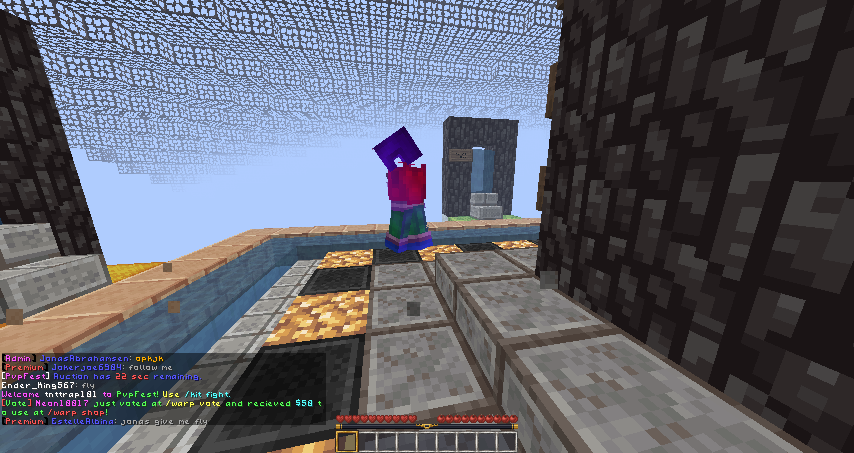 [Admin] JonasAbrahamsen: opkjk
[Premium] Jokerjoe6984: follow me
[PvpFest] Auction has 22 sec remaining
Ender_King567: fly
Welcome tnttrap101 to PvpFest! Use /kit fight.
[Vote] Neon10817 just voted at /warp vote and recieved $50 t
o use at /warp shop!
[Premium] EstelleAlbina: jonas give me fly